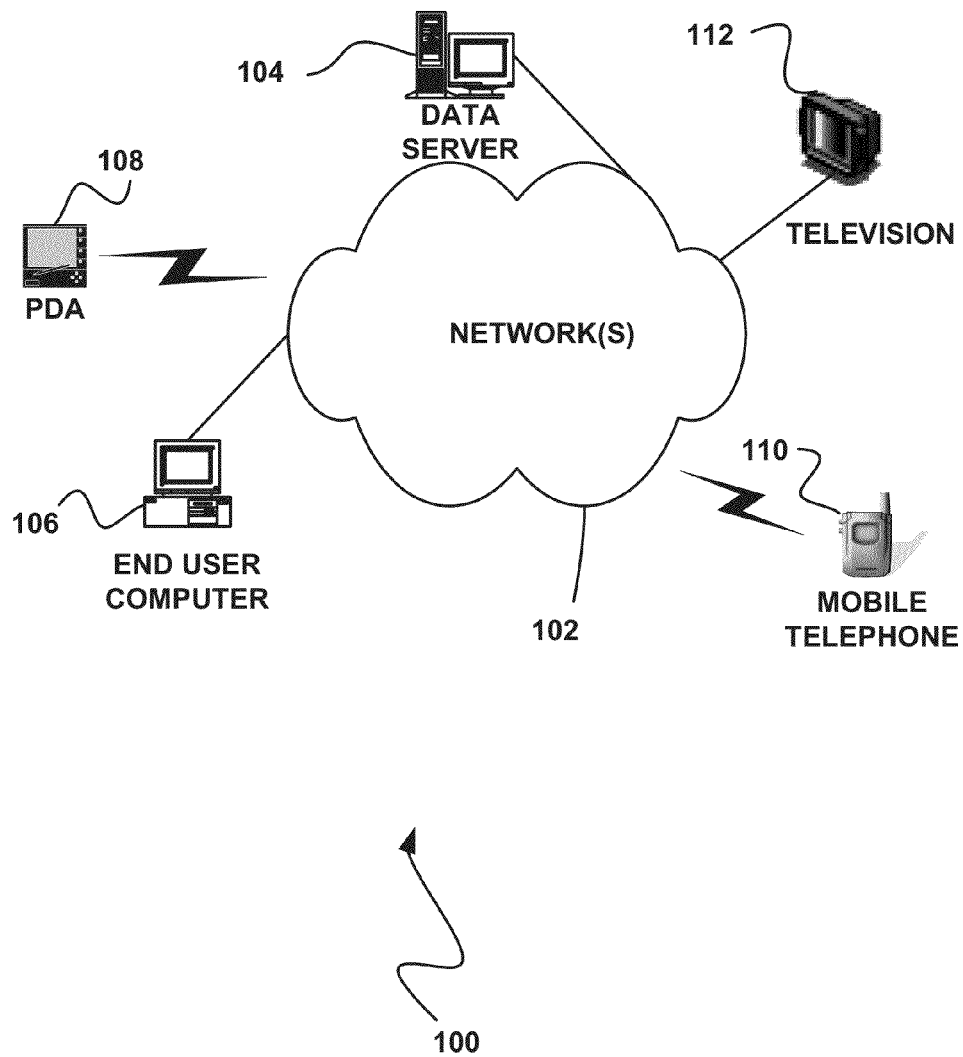 112
104
DATA
SERVER
108
TELEVISION
PDA
NETWORK(S)
110
106
END USER
COMPUTER
MOBILE
TELEPHONE
102
100